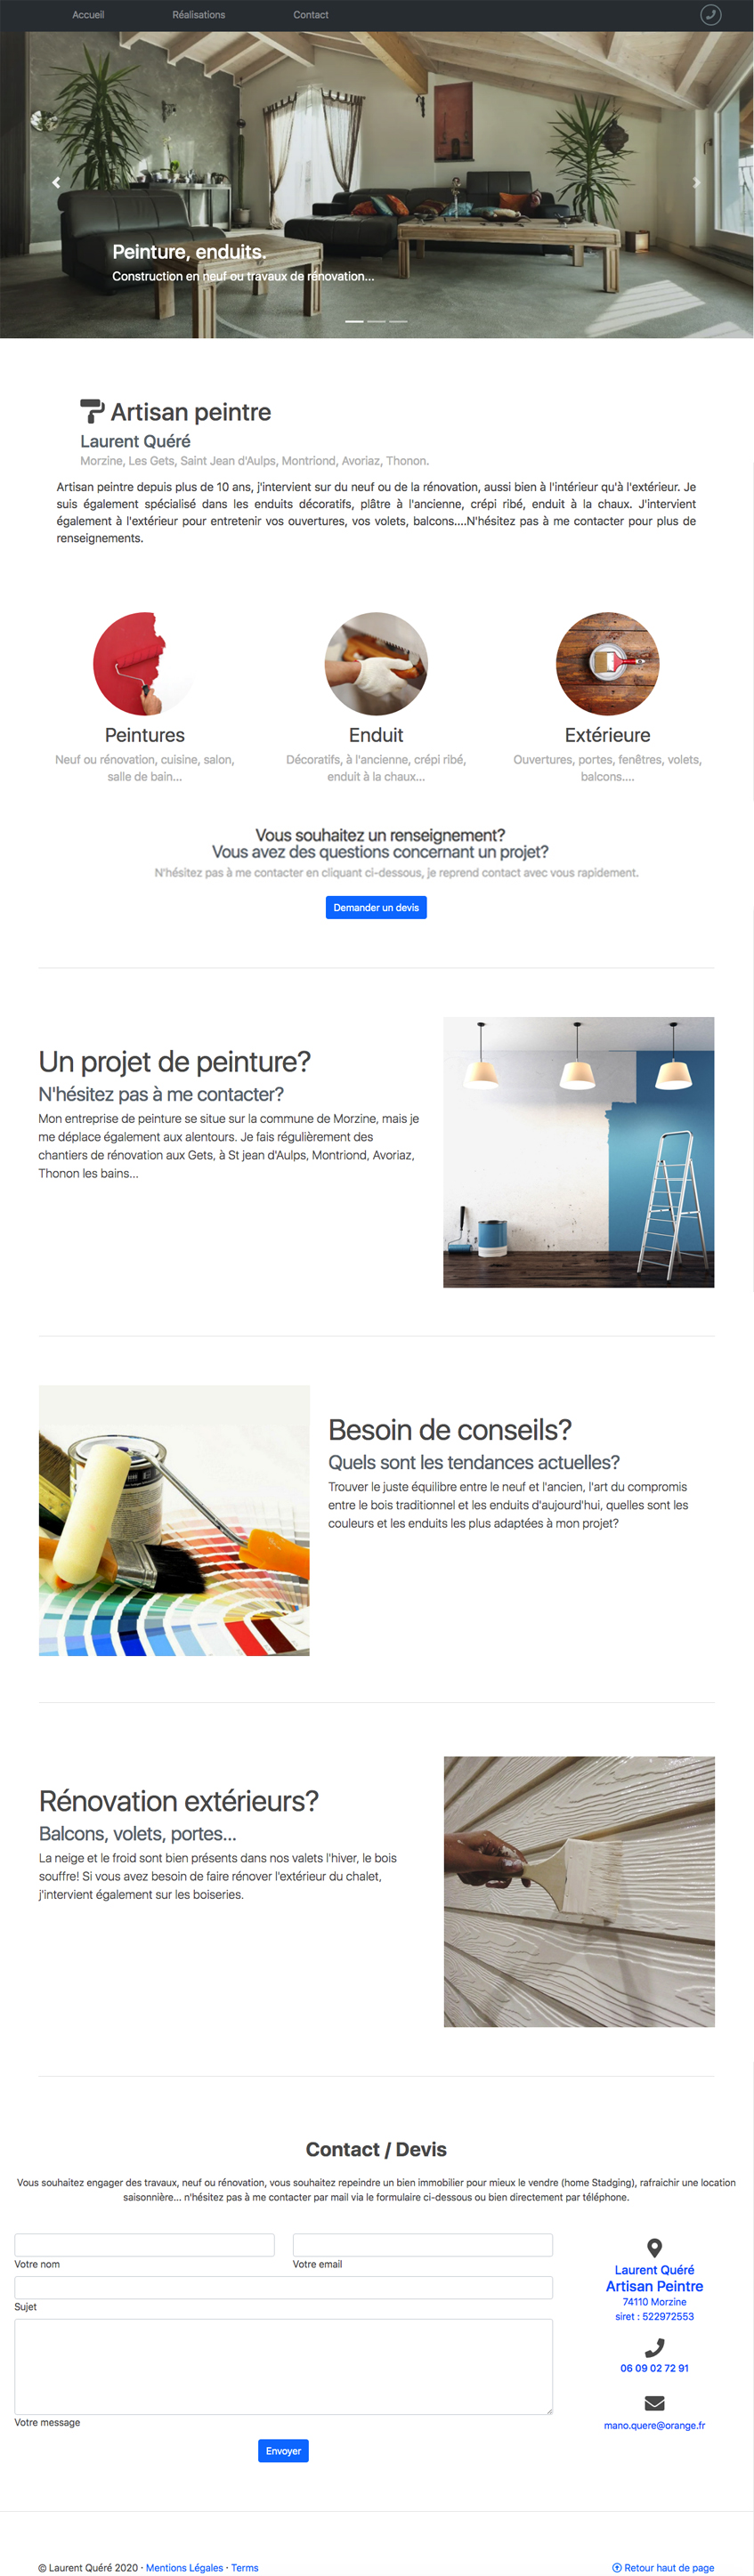 Accueil Réalisations Contact
Peinture, enduits.
Construction en neuf ou travaux de rénovation...
Artisan peintre
Laurent Quéré
Morzine, Les Gets, Saint Jean d'Aulps, Montriond, Avoriaz, Thonon.
Artisan peintre depuis plus de 10 ans, j'intervient sur du neuf ou de la rénovation, aussi bien à l'intérieur qu'à l'extérieur. Je
suis également spécialisé dans les enduits décoratifs, plâtre à l'ancienne, crépi ribé, enduit à la chaux. J'intervient
également à l'extérieur pour entretenir vos ouvertures, vos volets, balcons....N'hésitez pas à me contacter pour plus de
renseignements.
Peintures
Neuf ou rénovation, cuisine, salon,
salle de bain...
Enduit
Décoratifs, à l'ancienne, crépi ribé,
enduit à la chaux...
Extérieure
Ouvertures, portes, fenêtres, volets,
balcons....
Vous souhaitez un renseignement?
Vous avez des questions concernant un projet?
N'hésitez pas à me contacter en cliquant ci-dessous, je reprend contact avec vous rapidement.
Demander un devis
Un projet de peinture?
N'hésitez pas à me contacter?
Mon entreprise de peinture se situe sur la commune de Morzine, mais je
me déplace également aux alentours. Je fais régulièrement des
chantiers de rénovation aux Gets, à St jean d'Aulps, Montriond, Avoriaz,
Thonon les bains...
Besoin de conseils?
Quels sont les tendances actuelles?
Trouver le juste équilibre entre le neuf et l'ancien, l'art du compromis
entre le bois traditionnel et les enduits d'aujourd'hui, quelles sont les
couleurs et les enduits les plus adaptées à mon projet?
Rénovation extérieurs?
Balcons, volets, portes...
La neige et le froid sont bien présents dans nos valets l'hiver, le bois
souffre! Si vous avez besoin de faire rénover l'extérieur du chalet,
j'intervient également sur les boiseries.
Contact / Devis
Vous souhaitez engager des travaux, neuf ou rénovation, vous souhaitez repeindre un bien immobilier pour mieux le vendre (home Stadging), rafraichir une location
saisonnière... n'hésitez pas à me contacter par mail via le formulaire ci-dessous ou bien directement par téléphone.
Votre nom
Votre email
Sujet
Votre message
Envoyer
Laurent Quéré
Artisan Peintre
74110 Morzine
siret : 522972553
06 09 02 72 91
mano.quere@orange.fr
© Laurent Quéré 2020 · Mentions Légales · Terms
Retour haut de page